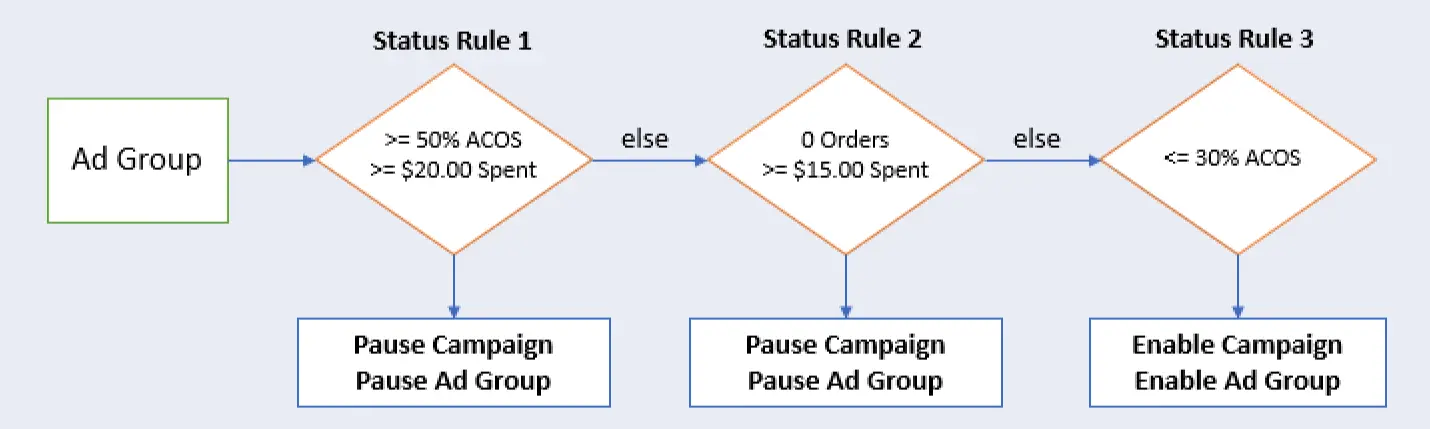 Status Rule 1
Status Rule 2
Status Rule 3
Ad Group
>= 50% ACOS
>= $20.00 Spent
else
0 Orders
>= $15.00 Spent
else
<= 30% ACOS
Pause Campaign
Pause Ad Group
Pause Campaign
Pause Ad Group
Enable Campaign
Enable Ad Group